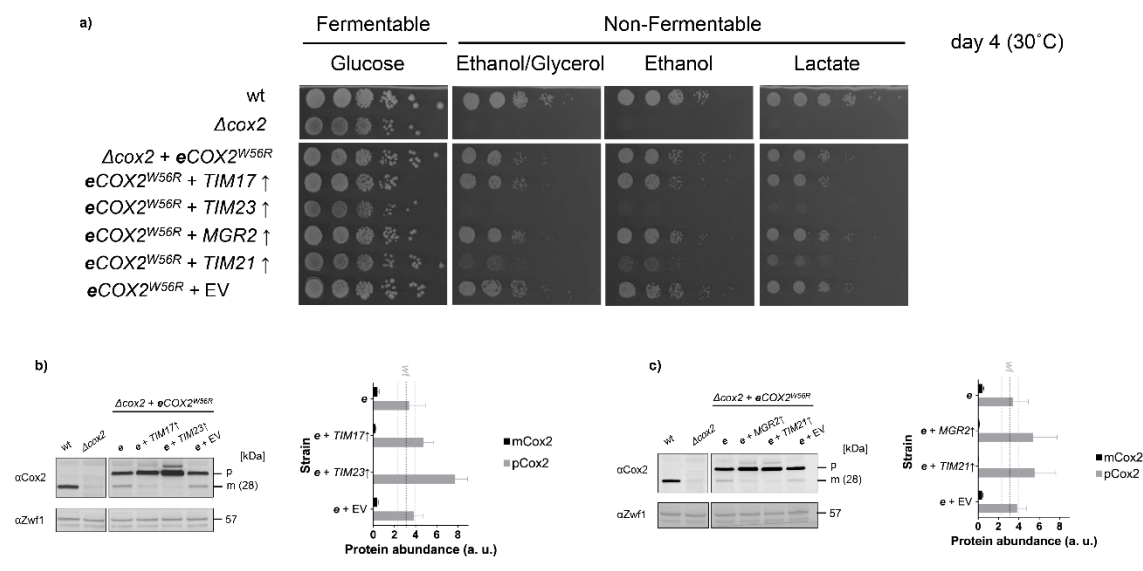 a)
Fermentable
Non-Fermentable
day 4 (30˚C)
Glucose
Ethanol/Glycerol
Ethanol
Lactate
wt
Δcox2
Δcox2 + eCOX2W56R
eCOX2W56R + TIM17 ↑
eCOX2W56R + TIM23 ↑
eCOX2W56R + MGR2 ↑
eCOX2W56R + TIM21 ↑
eCOX2W56R + EV
b)
Δcox2 + eCOX2W56R
wt
Δcox2
e
e + TIM17↑
e + TIM23↑
e + EV
[kDa]
αCox2
p
m (28)
αZwf1
57
wt
Strain
e
e + TIM17↑
e + TIM23↑
e + EV
0 2 4 6 8
Protein abundance (a. u.)
mCox2
pCox2
c)
Δcox2 + eCOX2W56R
wt
Δcox2
e
e + MGR2↑
e + TIM21↑
e + EV
[kDa]
αCox2
p
m (28)
αZwf1
57
wt
Strain
e
e + MGR2↑
e + TIM21↑
e + EV
0 2 4 6 8
Protein abundance (a. u.)
mCox2
pCox2